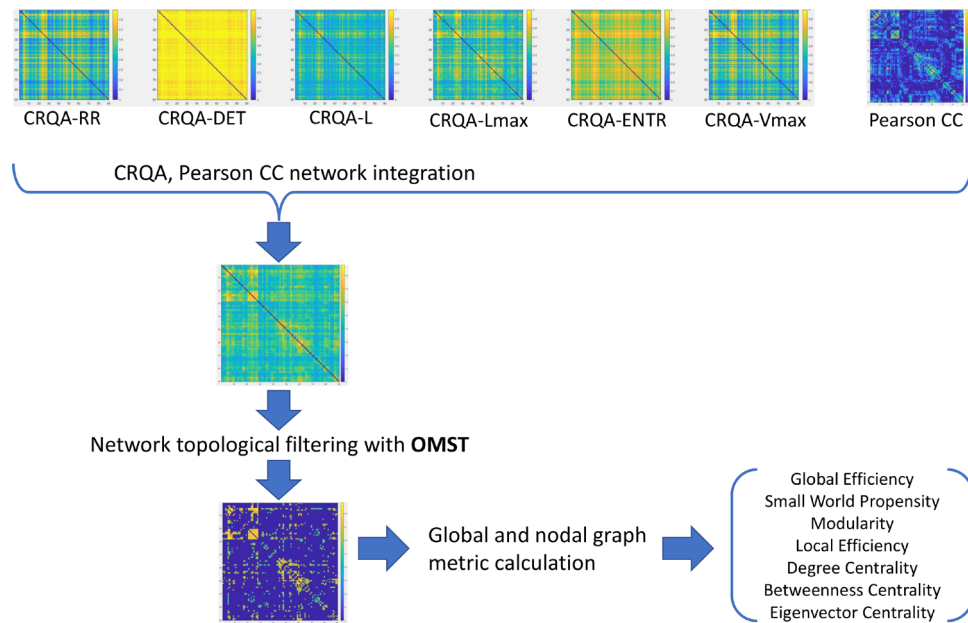 CRQA-RR
CRQA-DET
CRQA-L
CRQA-Lmax
CRQA-ENTR
CRQA-Vmax
Pearson CC
CRQA, Pearson CC network integration
Network topological filtering with OMST
Global and nodal graph
metric calculation
Global Efficiency
Small World Propensity
Modularity
Local Efficiency
Degree Centrality
Betweenness Centrality
Eigenvector Centrality